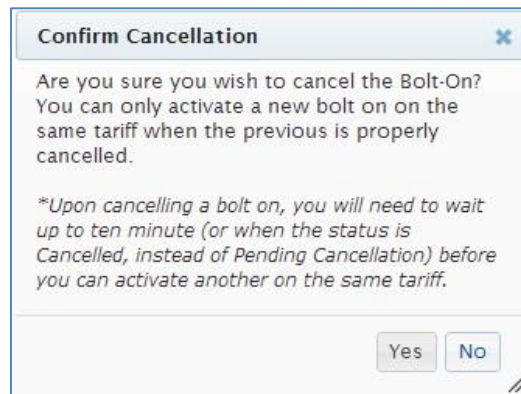 Confirm Cancellation
Are you sure you wish to cancel the Bolt-On?
You can only activate a new bolt on on the
same tariff when the previous is properly
cancelled.
*Upon cancelling a bolt on, you will need to wait
up to ten minute (or when the status is
Cancelled, instead of Pending Cancellation) before
you can activate another on the same tariff.
Yes No